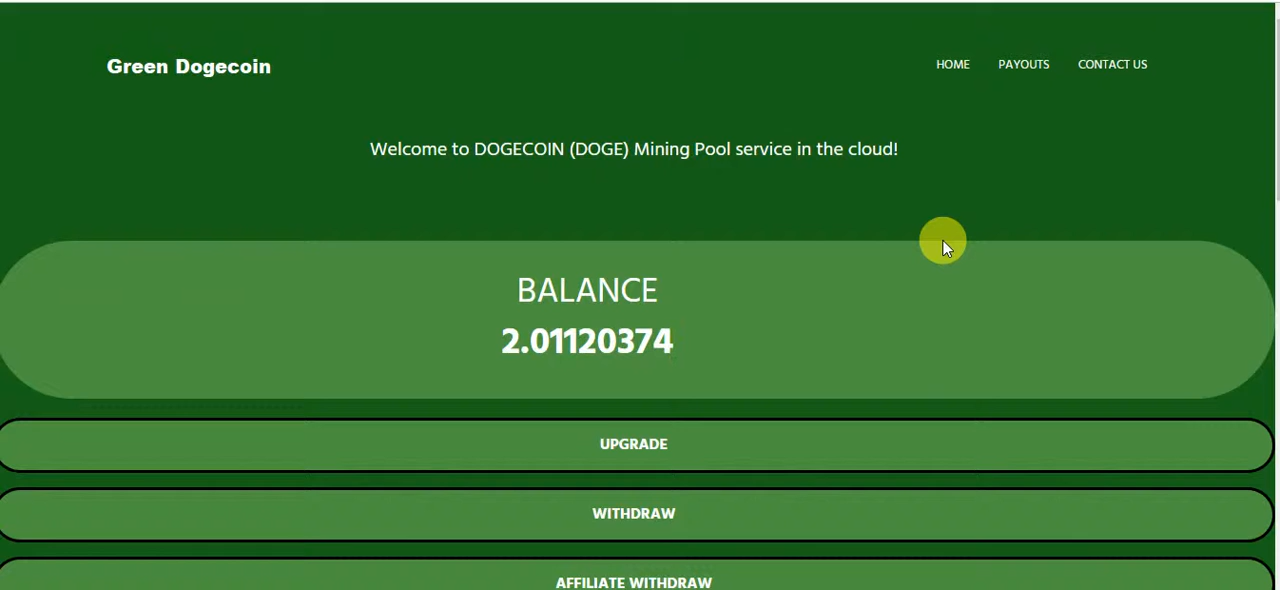 Green Dogecoin
HOME PAYOUTS CONTACT US
Welcome to DOGECOIN (DOGE) Mining Pool service in the cloud!
BALANCE
2.01120374
UPGRADE
WITHDRAW
AFFILIATE WITHDRAW